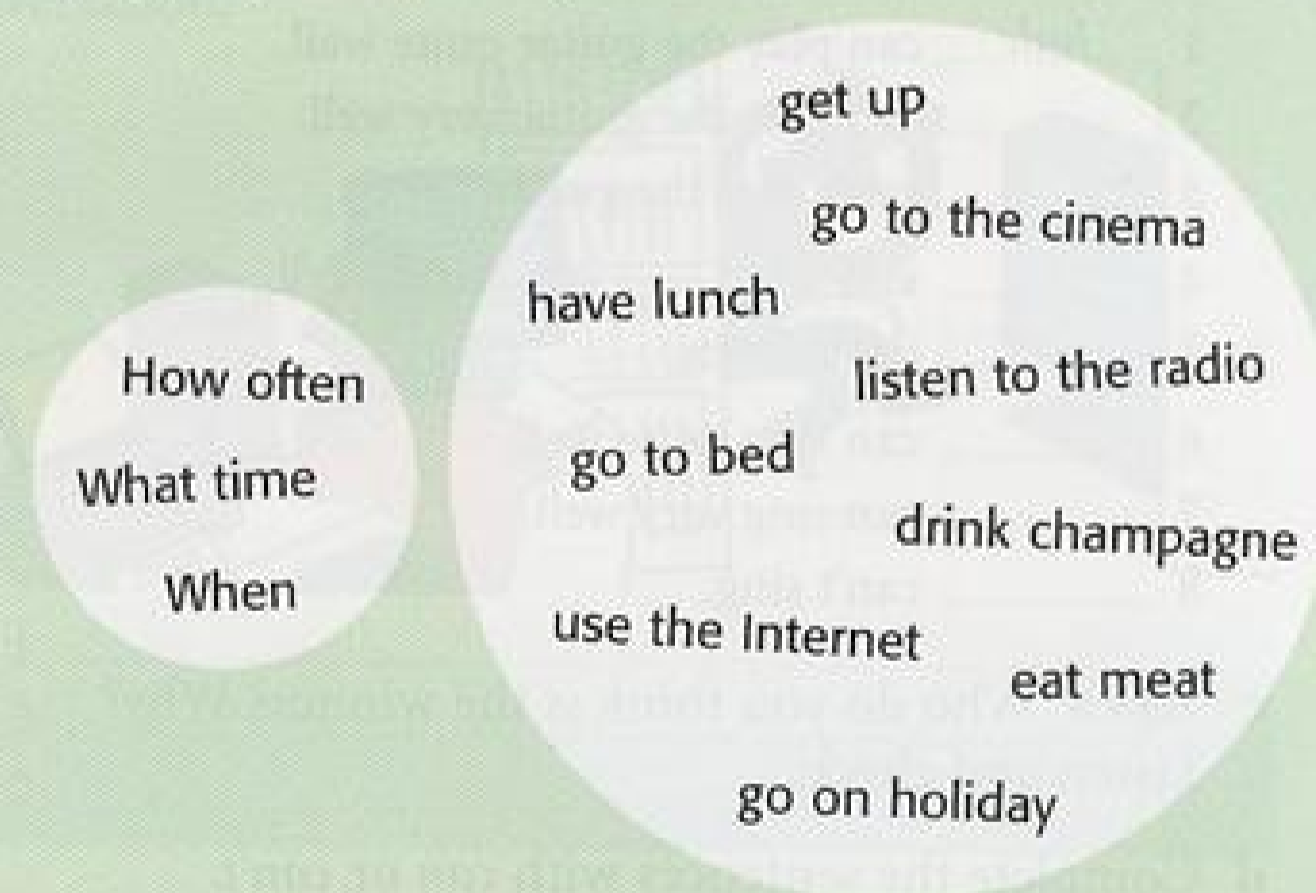 How often
What time
When
get up
go to the cinema
have lunch
listen to the radio
go to bed
drink champagne
use the Internet
eat meat
go on holiday